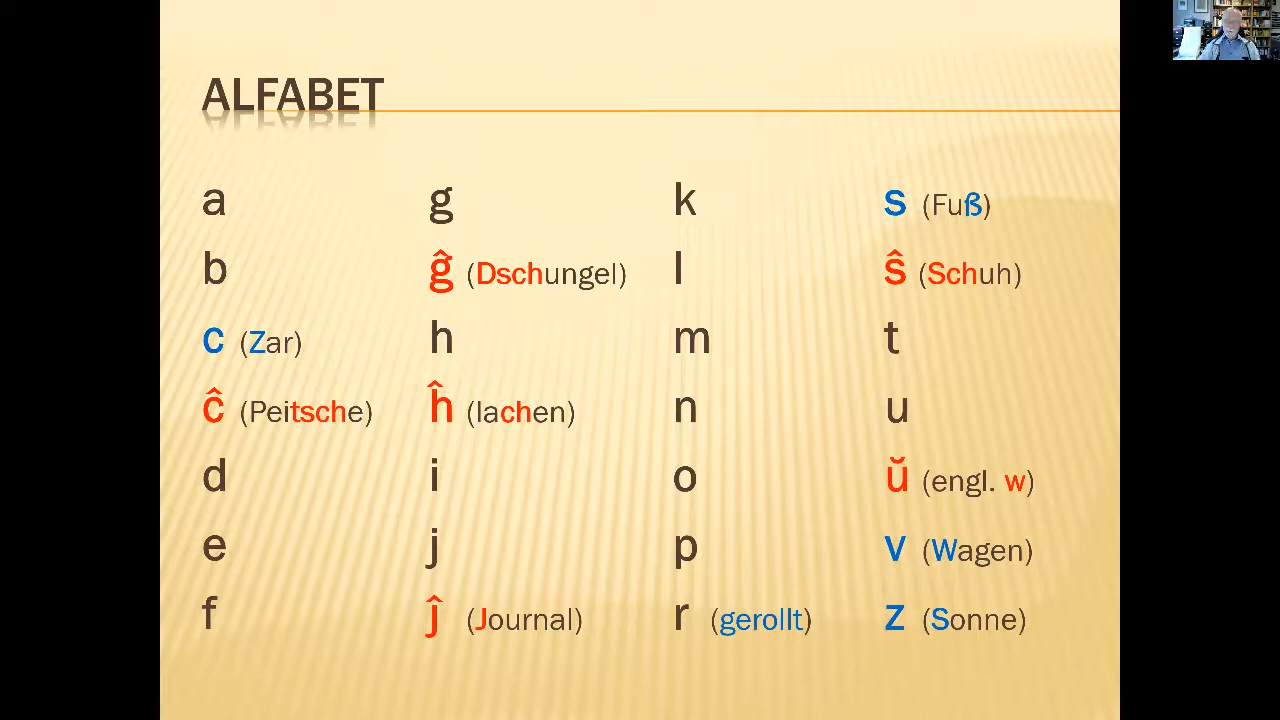 ALFABET
a
b
c (Zar)
ĉ (Peitsche)
d
e
f
g
ĝ (Dschungel)
h
ĥ (lachen)
i
j
ĵ (Journal)
k
l
m
n
o
p
r (gerollt)
s (Fuß)
ŝ (Schuh)
t
u
ŭ (engl. w)
v (Wagen)
z (Sonne)